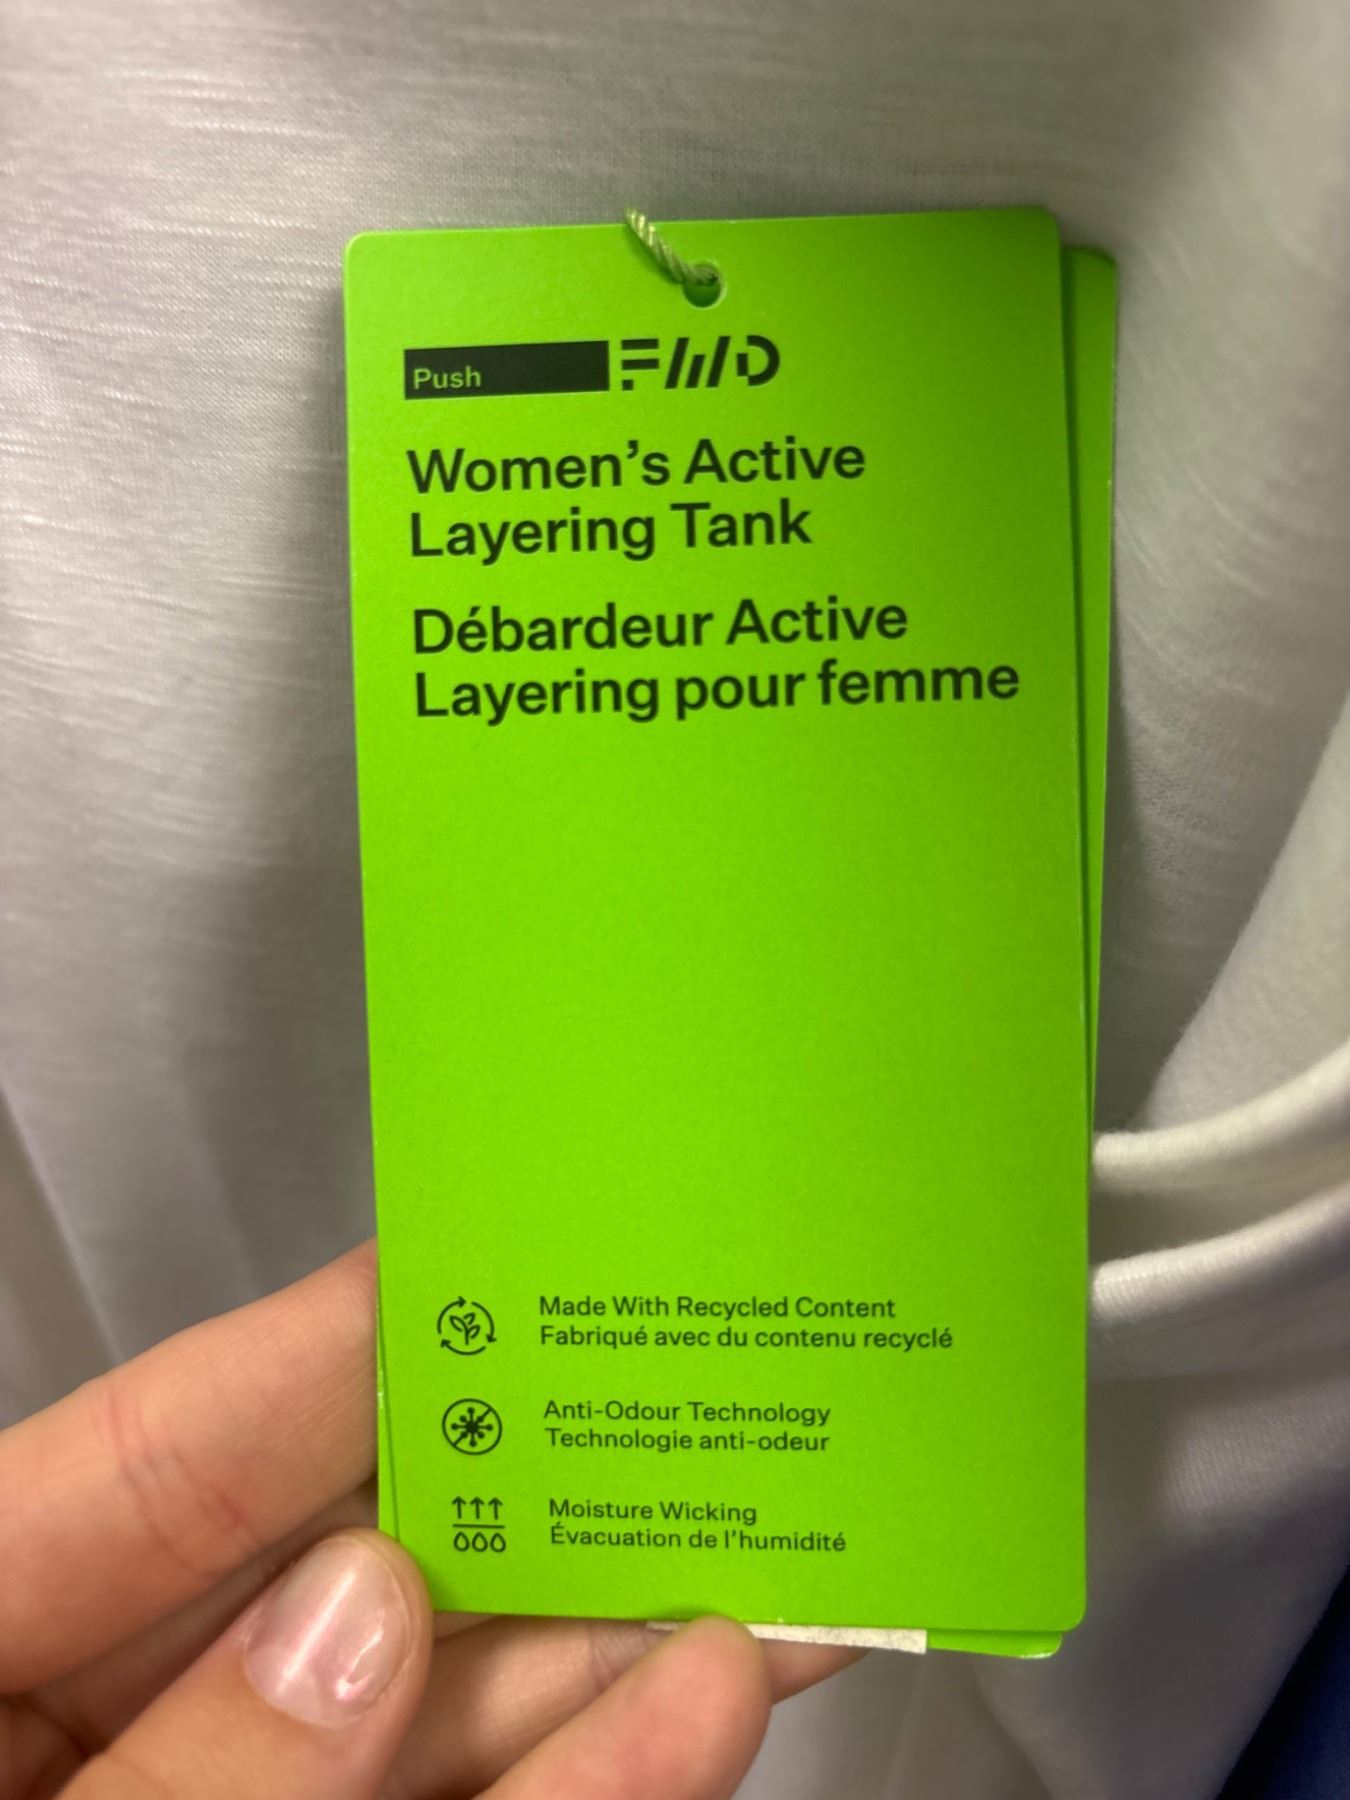 Push FWD
Women's Active
Layering Tank
Débardeur Active
Layering pour femme
Made With Recycled Content
Fabriqué avec du contenu recyclé
Anti-Odour Technology
Technologie anti-odeur
Moisture Wicking
Évacuation de l'humidité